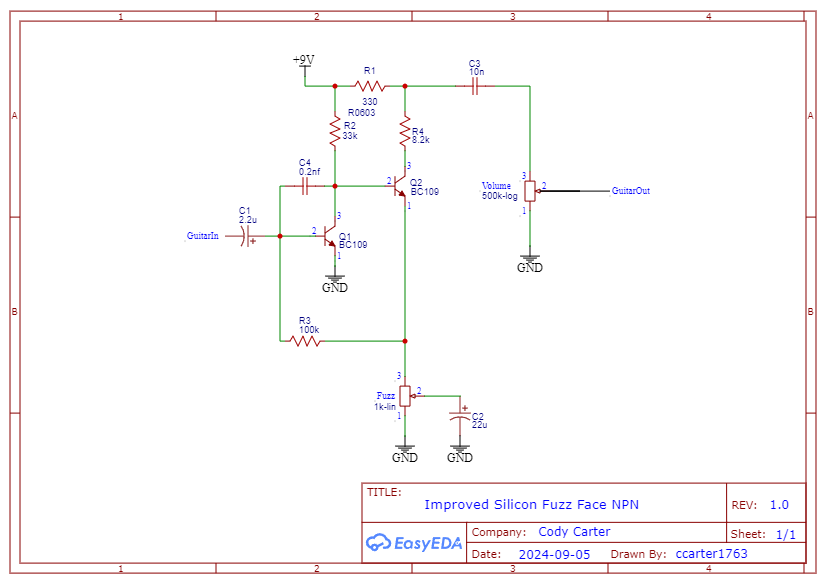 1 2 3 4
+9V
R1
330
R0603
C3
10n
A A
R2
33k
R4
8.2k
C4
0.2nf
3
2
Q2
BC109
1
Volume
500k-log
3
2
1
GuitarOut
C1
2.2u
GuitarIn
+
3
2
Q1
BC109
1
GND
GND
B B
R3
100k
3
Fuzz
1k-lin
2
1
+
C2
22u
GND
GND
TITLE:
Improved Silicon Fuzz Face NPN
REV: 1.0
EasyEDA
Company: Cody Carter
Sheet: 1/1
Date: 2024-09-05 Drawn By: ccarter1763
1 2 3 4